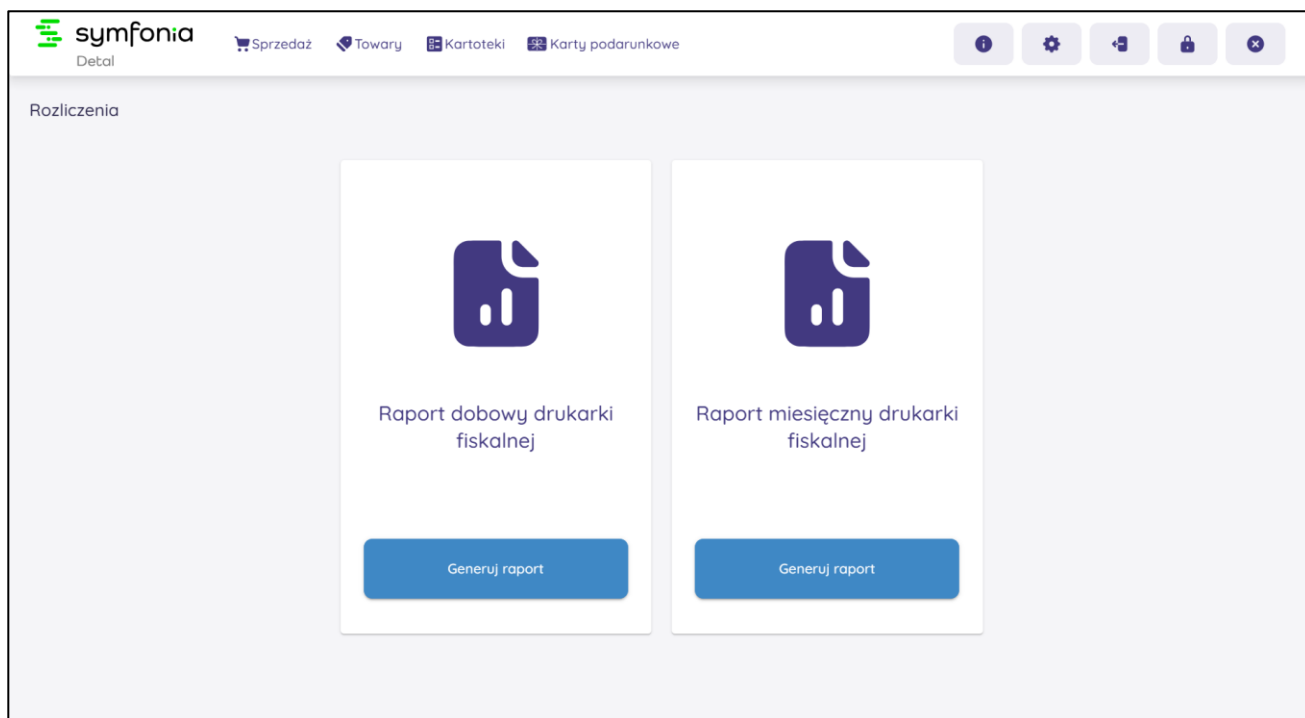 symfonia
Detal
Sprzedaż Towary Kartoteki Karty podarunkowe
Rozliczenia
Raport dobowy drukarki
fiskalnej
Generuj raport
Raport miesięczny drukarki
fiskalnej
Generuj raport